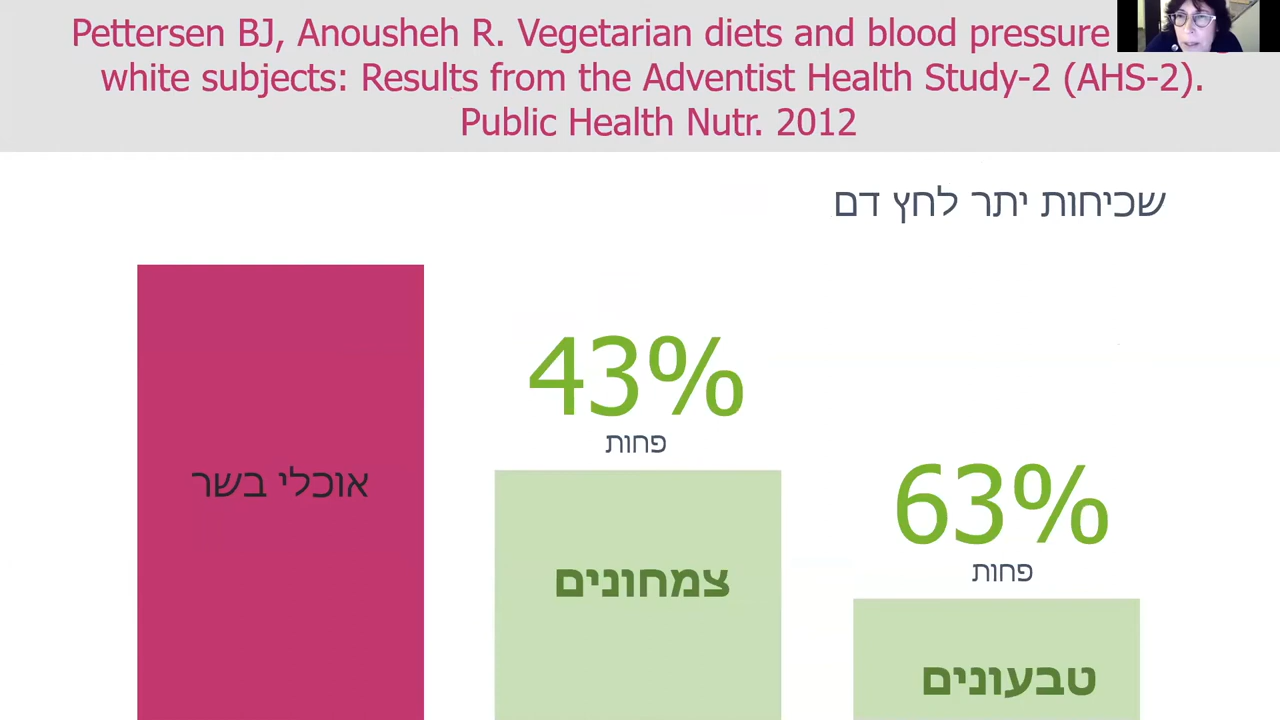 Pettersen BJ, Anousheh R. Vegetarian diets and blood pressure
white subjects: Results from the Adventist Health Study-2 (AHS-2).
Public Health Nutr. 2012
שכיחות יתר לחץ דם
43%
פחות
63%
פחות
אוכלי בשר
צמחונים
טבעונים